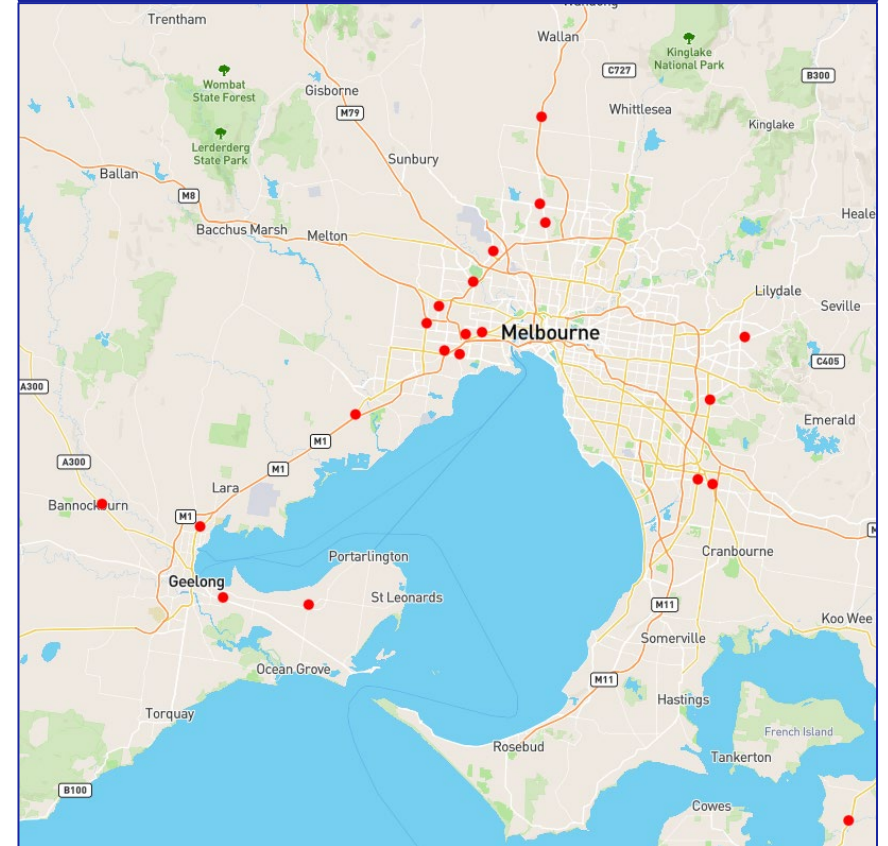 Trentham
Wallan
Kinglake
National Park
C727
B300
Wombat
State Forest
Gisborne
M79
Whittlesea
Kinglake
Lerderderg
State Park
Sunbury
Ballan
M8
Bacchus Marsh
Melton
Heale
Lilydale
Seville
Melbourne
C405
A300
Emerald
M1
A300
M1
Lara
Bannockburn
M1
M
Portarlington
Cranbourne
Geelong
St Leonards
M11
Koo Wee
Somerville
Ocean Grove
M11
Hastings
Torquay
French Island
Rosebud
Tankerton
B100
Cowes